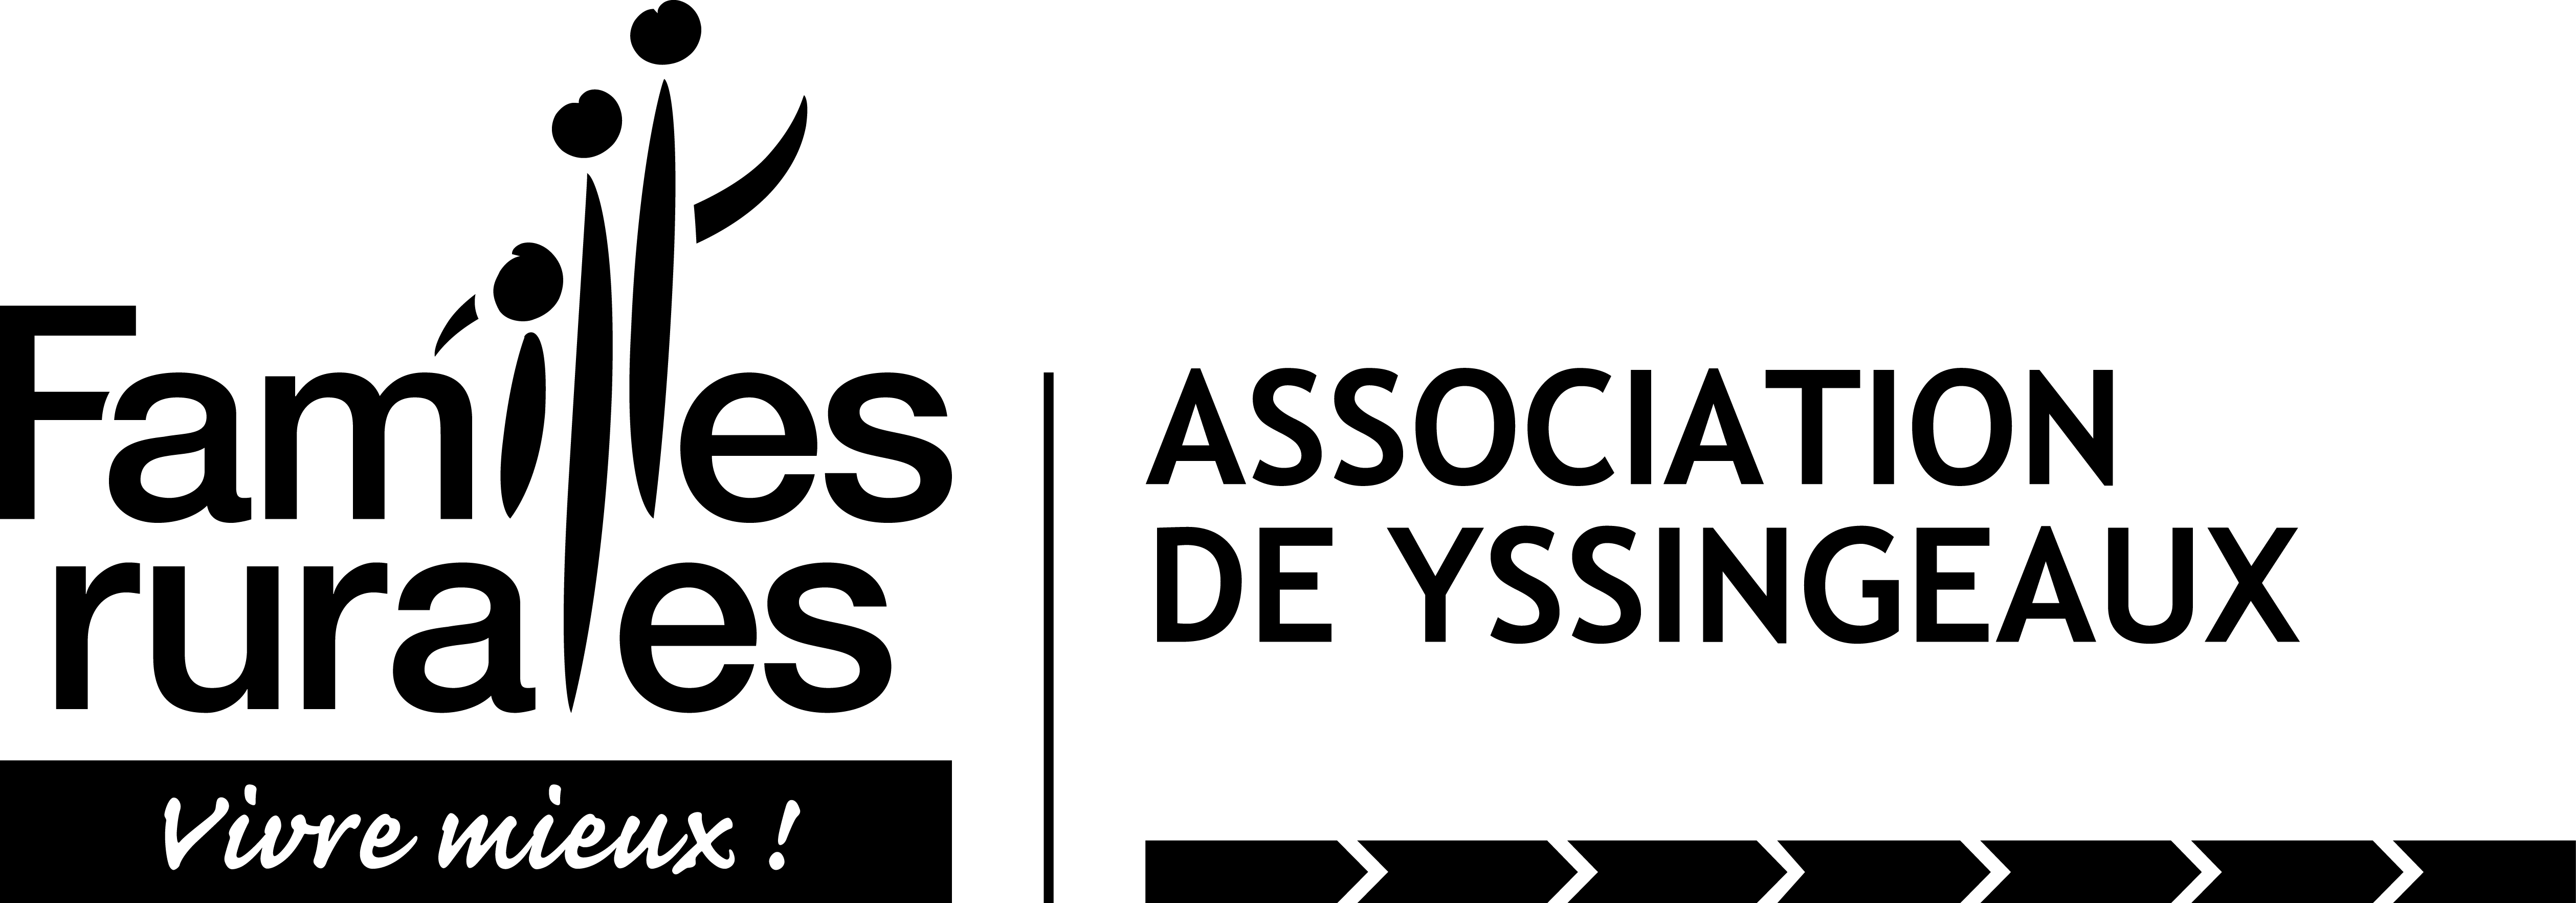 Familles
rurales
Vivre mieux !
ASSOCIATION
DE YSSINGEAUX